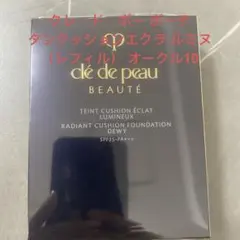 クレ・ド・ポー ボーテ
タンクッションエクラ ルミヌ
（レフィル） オークル10
clé de peau
BEAUTÉ
TEINT CUSHION ÉCLAT
LUMINEUX
RADIANT CUSHION FOUNDATION
DEWY
SPF25・PA+++